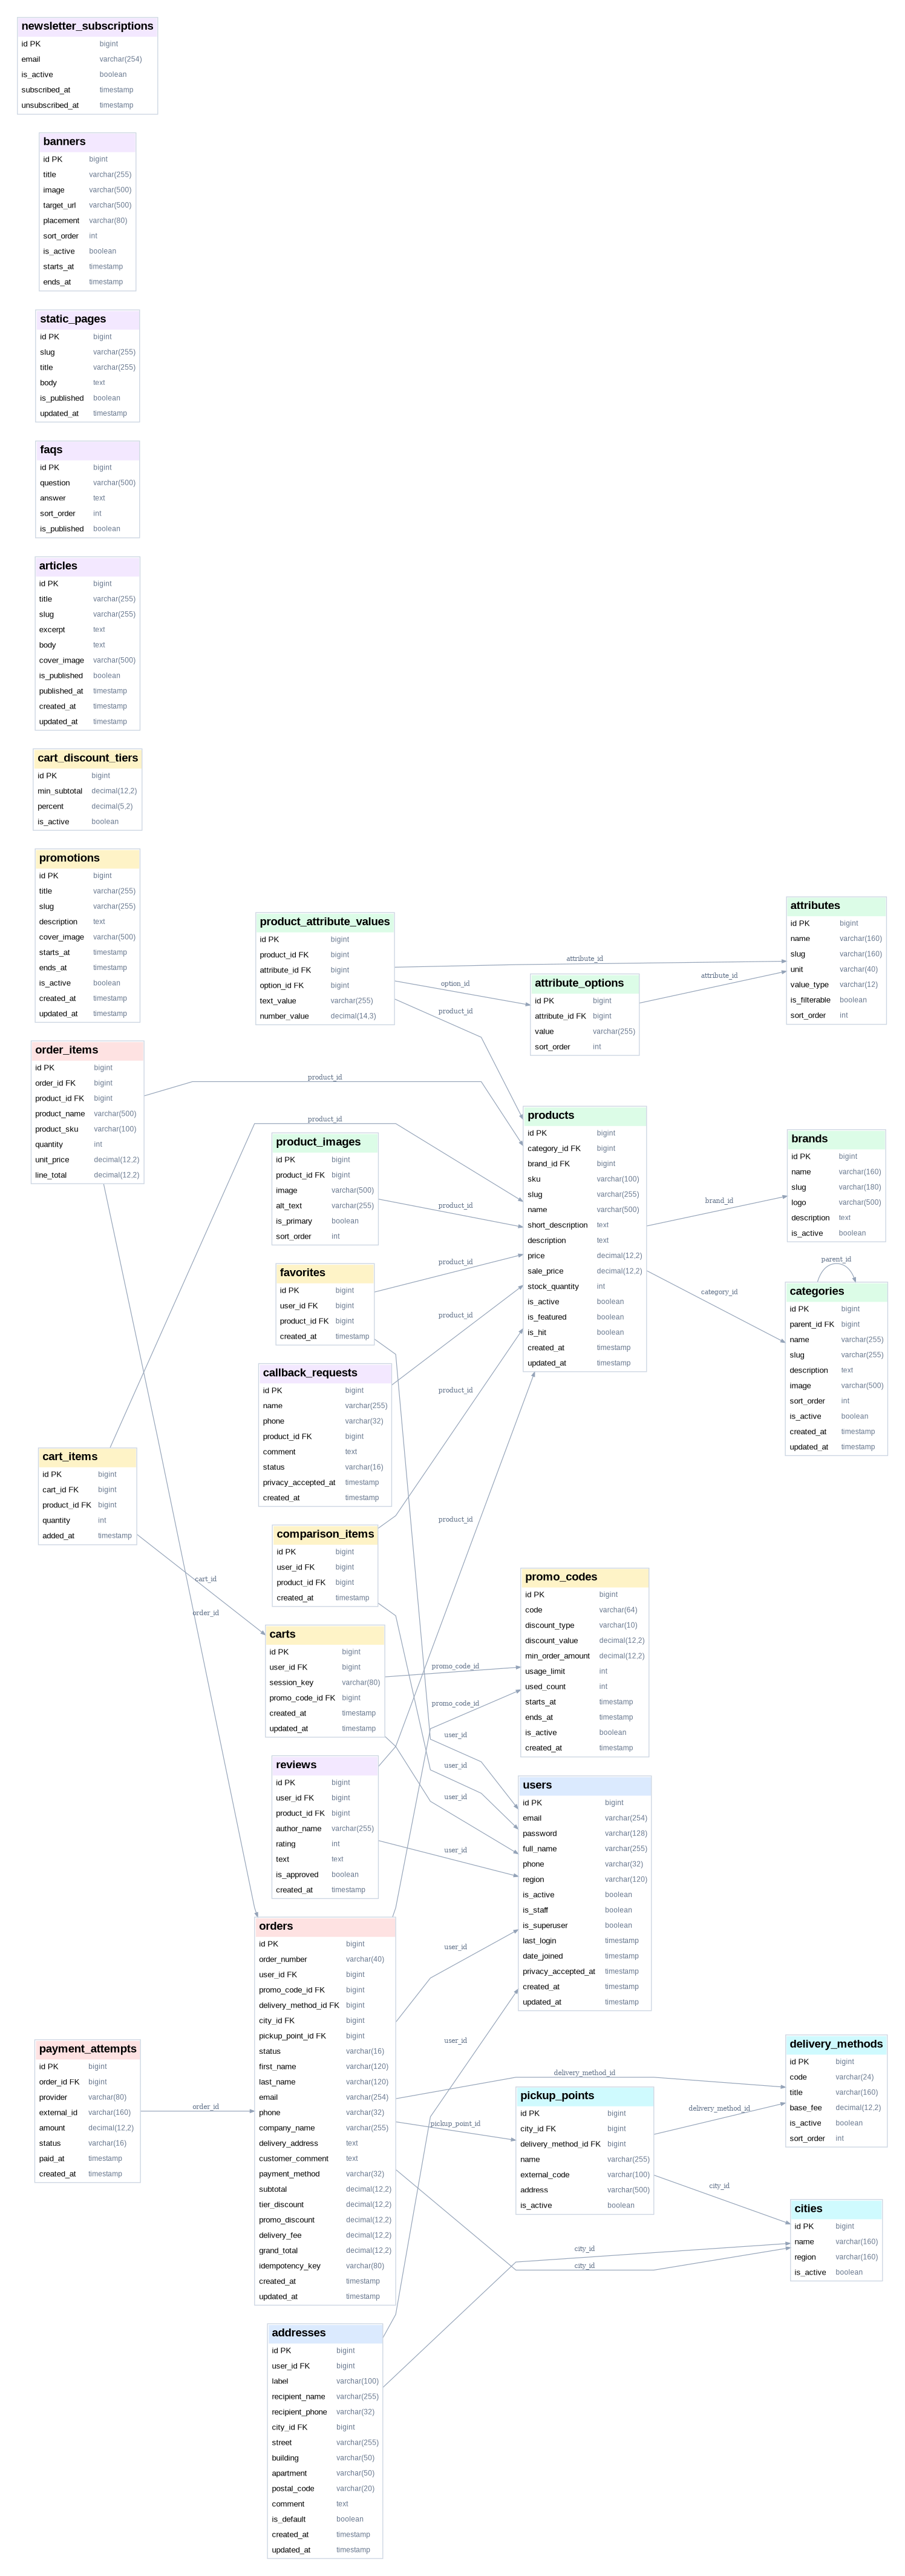 newsletter_subscriptions
id PK bigint
email varchar(254)
is_active boolean
subscribed_at timestamp
unsubscribed_at timestamp
banners
id PK bigint
title varchar(255)
image varchar(500)
target_url varchar(500)
placement varchar(80)
sort_order int
is_active boolean
starts_at timestamp
ends_at timestamp
static_pages
id PK bigint
slug varchar(255)
title varchar(255)
body text
is_published boolean
updated_at timestamp
faqs
id PK bigint
question varchar(500)
answer text
sort_order int
is_published boolean
articles
id PK bigint
title varchar(255)
slug varchar(255)
excerpt text
body text
cover_image varchar(500)
is_published boolean
published_at timestamp
created_at timestamp
updated_at timestamp
cart_discount_tiers
id PK bigint
min_subtotal decimal(12,2)
percent decimal(5,2)
is_active boolean
promotions
id PK bigint
title varchar(255)
slug varchar(255)
description text
cover_image varchar(500)
starts_at timestamp
ends_at timestamp
is_active boolean
created_at timestamp
updated_at timestamp
order_items
id PK bigint
order_id FK bigint
product_id FK bigint
product_name varchar(500)
product_sku varchar(100)
quantity int
unit_price decimal(12,2)
line_total decimal(12,2)
cart_items
id PK bigint
cart_id FK bigint
product_id FK bigint
quantity int
added_at timestamp
payment_attempts
id PK bigint
order_id FK bigint
provider varchar(80)
external_id varchar(160)
amount decimal(12,2)
status varchar(16)
paid_at timestamp
created_at timestamp
cart_id
order_id
order_id
product_attribute_values
id PK bigint
product_id FK bigint
attribute_id FK bigint
option_id FK bigint
text_value varchar(255)
number_value decimal(14,3)
product_id
product_id
product_images
id PK bigint
product_id FK bigint
image varchar(500)
alt_text varchar(255)
is_primary boolean
sort_order int
favorites
id PK bigint
user_id FK bigint
product_id FK bigint
created_at timestamp
callback_requests
id PK bigint
name varchar(255)
phone varchar(32)
product_id FK bigint
comment text
status varchar(16)
privacy_accepted_at timestamp
created_at timestamp
comparison_items
id PK bigint
user_id FK bigint
product_id FK bigint
created_at timestamp
carts
id PK bigint
user_id FK bigint
session_key varchar(80)
promo_code_id FK bigint
created_at timestamp
updated_at timestamp
reviews
id PK bigint
user_id FK bigint
product_id FK bigint
author_name varchar(255)
rating int
text text
is_approved boolean
created_at timestamp
orders
id PK bigint
order_number varchar(40)
user_id FK bigint
promo_code_id FK bigint
delivery_method_id FK bigint
city_id FK bigint
pickup_point_id FK bigint
status varchar(16)
first_name varchar(120)
last_name varchar(120)
email varchar(254)
phone varchar(32)
company_name varchar(255)
delivery_address text
customer_comment text
payment_method varchar(32)
subtotal decimal(12,2)
tier_discount decimal(12,2)
promo_discount decimal(12,2)
delivery_fee decimal(12,2)
grand_total decimal(12,2)
idempotency_key varchar(80)
created_at timestamp
updated_at timestamp
addresses
id PK bigint
user_id FK bigint
label varchar(100)
recipient_name varchar(255)
recipient_phone varchar(32)
city_id FK bigint
street varchar(255)
building varchar(50)
apartment varchar(50)
postal_code varchar(20)
comment text
is_default boolean
created_at timestamp
updated_at timestamp
option_id
product_id
product_id
product_id
product_id
product_id
product_id
promo_code_id
promo_code_id
user_id
user_id
user_id
user_id
user_id
user_id
pickup_point_id
attribute_id
attribute_options
id PK bigint
attribute_id FK bigint
value varchar(255)
sort_order int
products
id PK bigint
category_id FK bigint
brand_id FK bigint
sku varchar(100)
slug varchar(255)
name varchar(500)
short_description text
description text
price decimal(12,2)
sale_price decimal(12,2)
stock_quantity int
is_active boolean
is_featured boolean
is_hit boolean
created_at timestamp
updated_at timestamp
promo_codes
id PK bigint
code varchar(64)
discount_type varchar(10)
discount_value decimal(12,2)
min_order_amount decimal(12,2)
usage_limit int
used_count int
starts_at timestamp
ends_at timestamp
is_active boolean
created_at timestamp
users
id PK bigint
email varchar(254)
password varchar(128)
full_name varchar(255)
phone varchar(32)
region varchar(120)
is_active boolean
is_staff boolean
is_superuser boolean
last_login timestamp
date_joined timestamp
privacy_accepted_at timestamp
created_at timestamp
updated_at timestamp
delivery_method_id
pickup_points
id PK bigint
city_id FK bigint
delivery_method_id FK bigint
name varchar(255)
external_code varchar(100)
address varchar(500)
is_active boolean
city_id
city_id
attribute_id
brand_id
category_id
delivery_method_id
city_id
attributes
id PK bigint
name varchar(160)
slug varchar(160)
unit varchar(40)
value_type varchar(12)
is_filterable boolean
sort_order int
brands
id PK bigint
name varchar(160)
slug varchar(180)
logo varchar(500)
description text
is_active boolean
parent_id
categories
id PK bigint
parent_id FK bigint
name varchar(255)
slug varchar(255)
description text
image varchar(500)
sort_order int
is_active boolean
created_at timestamp
updated_at timestamp
delivery_methods
id PK bigint
code varchar(24)
title varchar(160)
base_fee decimal(12,2)
is_active boolean
sort_order int
cities
id PK bigint
name varchar(160)
region varchar(160)
is_active boolean